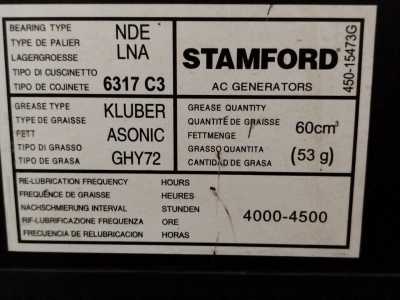 BEARING TYPE NDE
TYPE DE PALIER LNA
LAGERGROESSE
TIPO DI CUSCINETTO 6317 C3
TIPO DE COJINETE
STAMFORD
AC GENERATORS
450-15473G
GREASE TYPE KLUBER
TYPE DE GRAISSE
FETT ASONIC
TIPO DI GRASSO
TIPO DE GRASA GHY72
GREASE QUANTITY
QUANTITÉ DE GRAISSE 60cm³
FETTMENGE
GRASSO QUANTITA (53 g)
CANTIDAD DE GRASA
RE-LUBRICATION FREQUENCY HOURS
FREQUÊNCE DE GRAISSE HEURES
NACHSCHMIERUNG INTERVAL STUNDEN 4000-4500
RIF-LUBRIFICAZIONE FREQUENZA ORE
FRECUENCIA DE RELUBRICACION HORAS